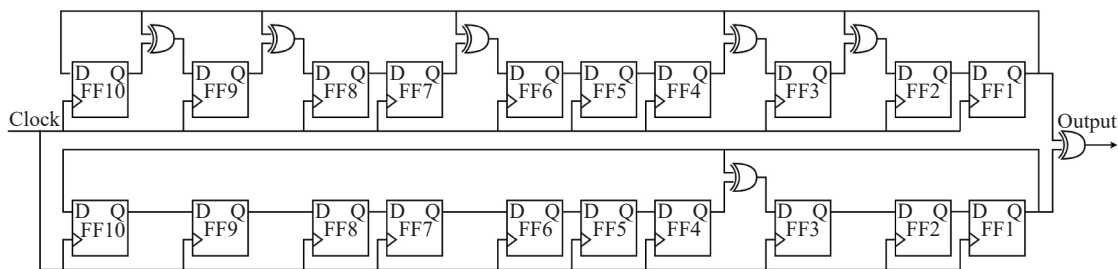 D Q D Q D Q D Q D Q D Q D Q D Q D Q D Q
FF10 FF9 FF8 FF7 FF6 FF5 FF4 FF3 FF2 FF1
Clock Output
D Q D Q D Q D Q D Q D Q D Q D Q D Q D Q
FF10 FF9 FF8 FF7 FF6 FF5 FF4 FF3 FF2 FF1